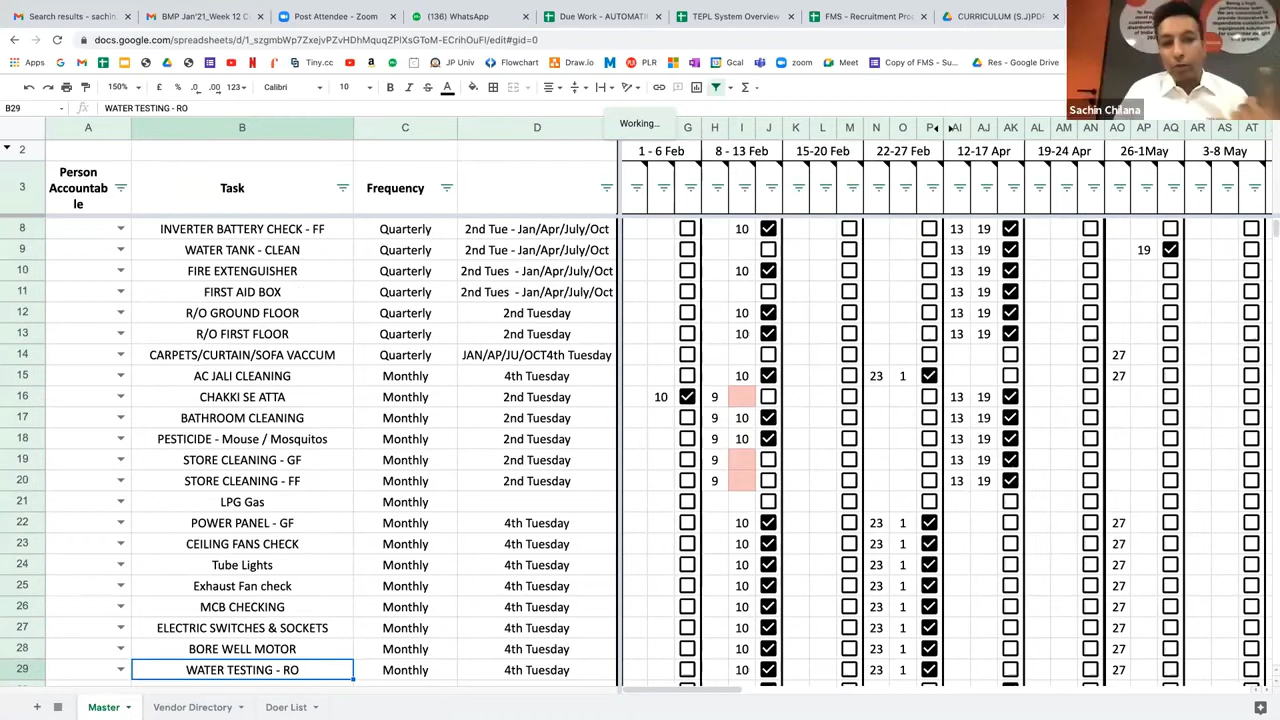 Search results - sachin.
BMP Jan'21_Week 12 C
Post Attendee - Zoom
(139) WhatsApp
TEPL System Overview
FMS - Recruitment Pro
CURRICULUM (S.J)PD
docs.google.com/spreadsheets/d/1_szgmbWp7ZxejvPZvHDhMqup
Apps
Tiny.cc
JP Uni
Flowchart
Draw.io
PLR
Gcal
zoom
Meet
Copy of FMS - Su...
Res - Google Drive
150%
£ % .0 .00 123
Calibri
10
B I S A
Sachin Chilana
B29 fx WATER TESTING - RO
Working...
A B C D G H I J K L M N O P AI AJ AK AL AM AN AO AP AQ AR AS AT
2 1 - 6 Feb 8 - 13 Feb 15-20 Feb 22-27 Feb 12-17 Apr 19-24 Apr 26-1May 3-8 May
3 Person Accountab le Task Frequency
8 INVERTER BATTERY CHECK - FF Quarterly 2nd Tue - Jan/Apr/July/Oct 10 13 19
9 WATER TANK - CLEAN Quarterly 2nd Tue - Jan/Apr/July/Oct 19
10 FIRE EXTENGUISHER Quarterly 2nd Tues - Jan/Apr/July/Oct 10 13 19
11 FIRST AID BOX Quarterly 2nd Tues - Jan/Apr/July/Oct 13 19
12 R/O GROUND FLOOR Quarterly 2nd Tuesday 10 13 19
13 R/O FIRST FLOOR Quarterly 2nd Tuesday 10 13 19
14 CARPETS/CURTAIN/SOFA VACCUM Quarterly JAN/AP/JU/OCT4th Tuesday 27
15 AC JALI CLEANING Monthly 4th Tuesday 10 23 1 27
16 CHAKKI SE ATTA Monthly 2nd Tuesday 10 9 13 19
17 BATHROOM CLEANING Monthly 2nd Tuesday 9 10 13 19
18 PESTICIDE - Mouse / Mosquitos Monthly 2nd Tuesday 9 10 13 19
19 STORE CLEANING - GF Monthly 2nd Tuesday 9 13 19
20 STORE CLEANING - FF Monthly 2nd Tuesday 9 13 19
21 LPG Gas Monthly
22 POWER PANEL - GF Monthly 4th Tuesday 10 23 1 27
23 CEILING FANS CHECK Monthly 4th Tuesday 10 23 1 27
24 Tube Lights Monthly 4th Tuesday 10 23 1 27
25 Exhaust Fan check Monthly 4th Tuesday 10 23 1 27
26 MCB CHECKING Monthly 4th Tuesday 10 23 1 27
27 ELECTRIC SWITCHES & SOCKETS Monthly 4th Tuesday 10 23 1 27
28 BORE WELL MOTOR Monthly 4th Tuesday 10 23 1 27
29 WATER TESTING - RO Monthly 4th Tuesday 10 23 1 27
Master
Vendor Directory
Doer List